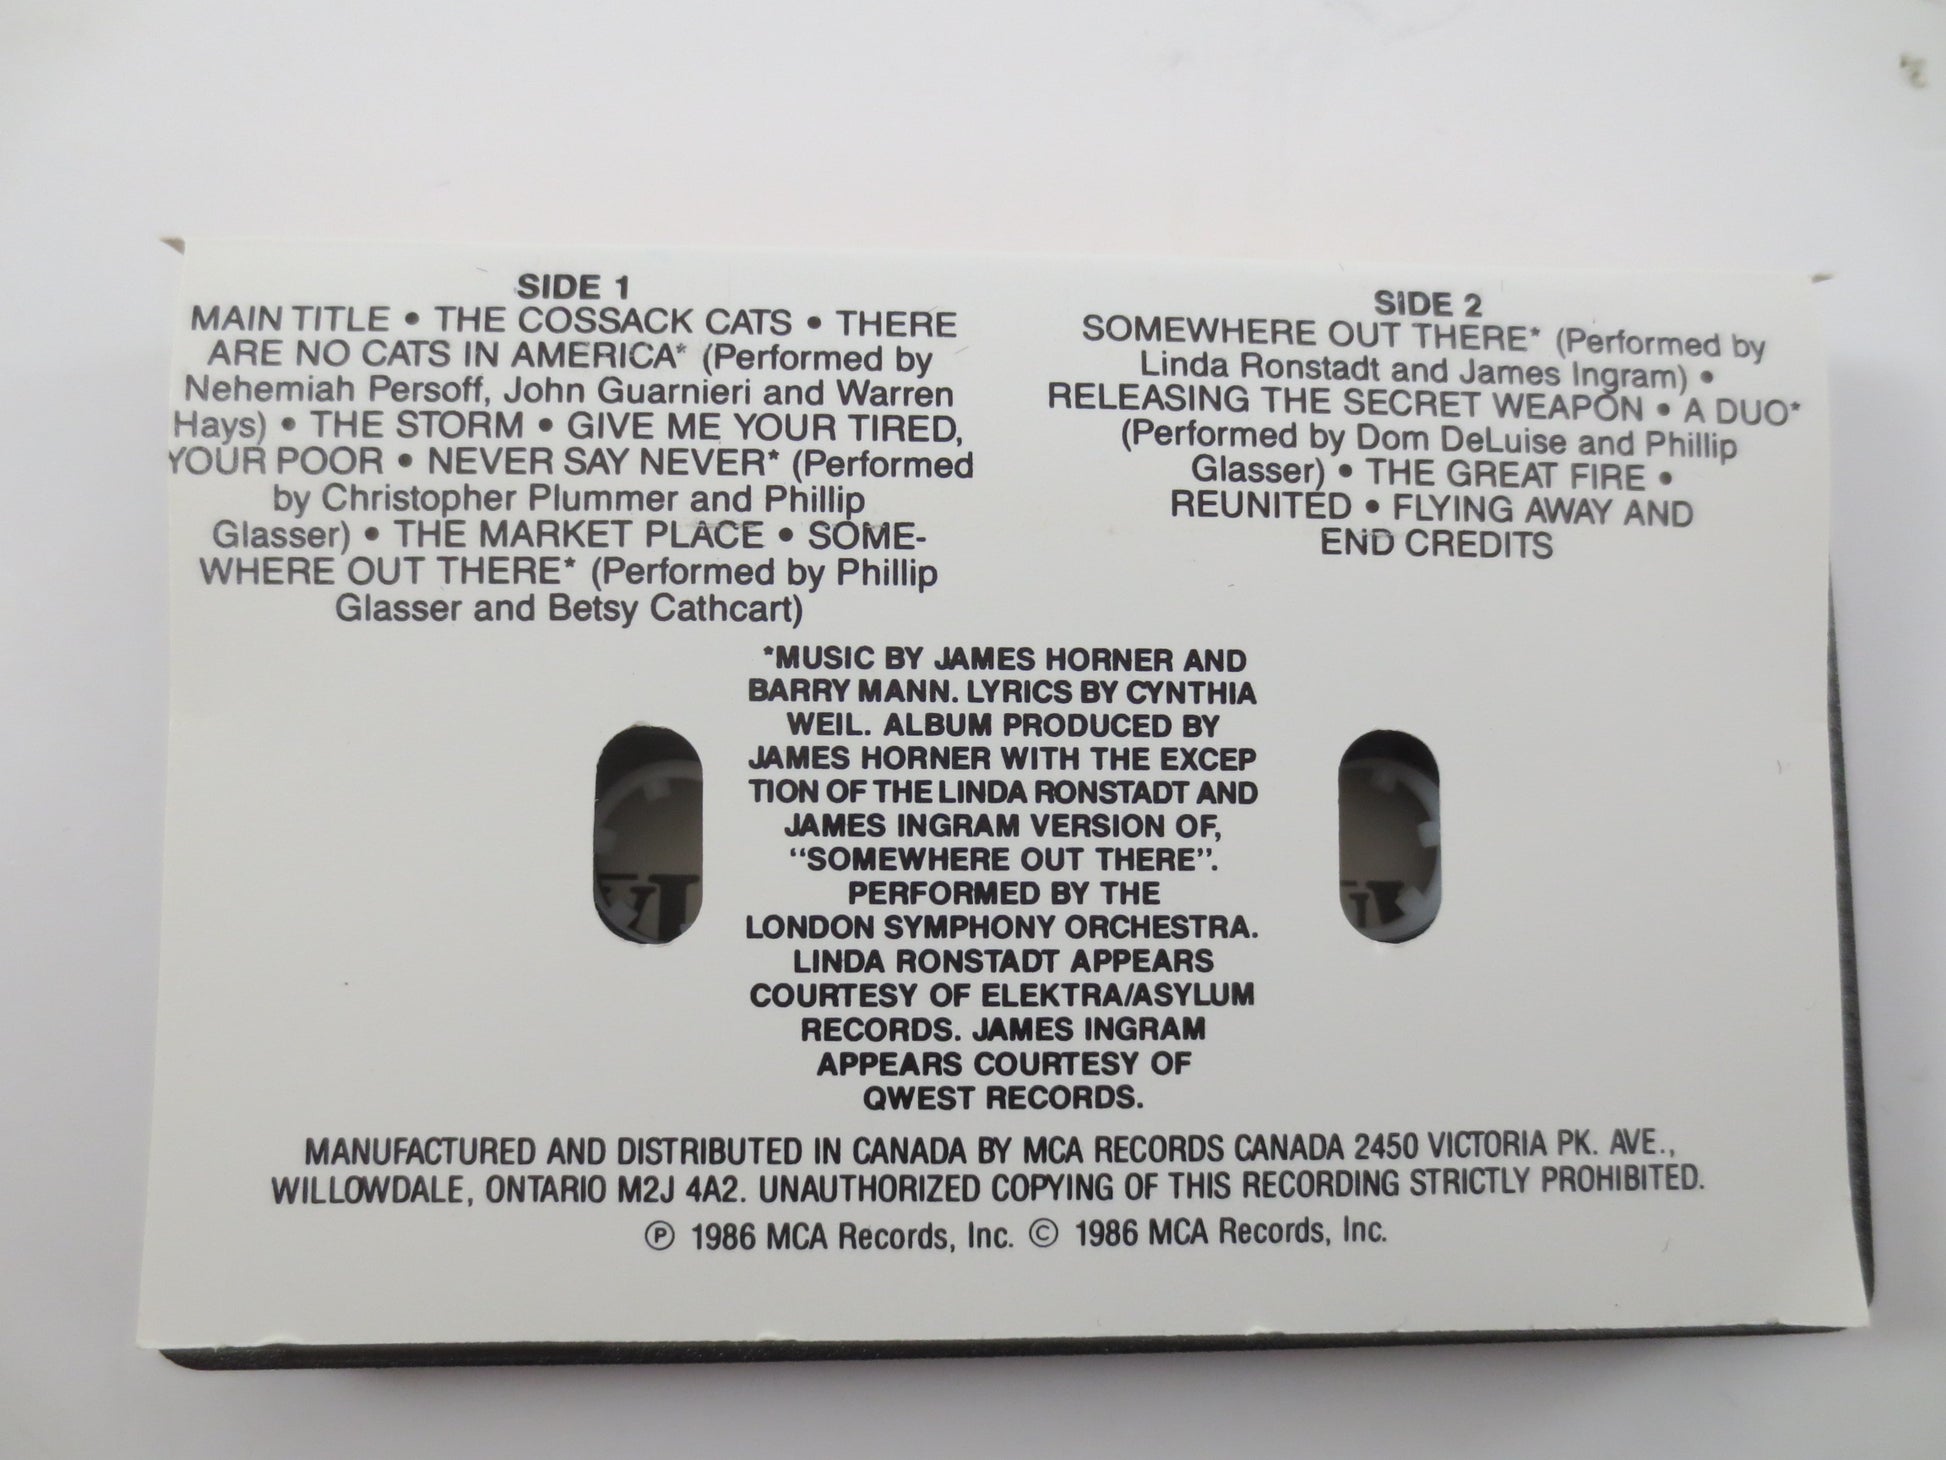 SIDE 1
MAIN TITLE • THE COSSACK CATS • THERE
ARE NO CATS IN AMERICA* (Performed by
Nehemiah Persoff, John Guarnieri and Warren
Hays) • THE STORM • GIVE ME YOUR TIRED,
YOUR POOR • NEVER SAY NEVER* (Performed
by Christopher Plummer and Phillip
Glasser) • THE MARKET PLACE • SOME-
WHERE OUT THERE* (Performed by Phillip
Glasser and Betsy Cathcart)
SIDE 2
SOMEWHERE OUT THERE* (Performed by
Linda Ronstadt and James Ingram) •
RELEASING THE SECRET WEAPON • A DUO*
(Performed by Dom DeLuise and Phillip
Glasser) • THE GREAT FIRE •
REUNITED • FLYING AWAY AND
END CREDITS
*MUSIC BY JAMES HORNER AND
BARRY MANN. LYRICS BY CYNTHIA
WEIL. ALBUM PRODUCED BY
JAMES HORNER WITH THE EXCEP
TION OF THE LINDA RONSTADT AND
JAMES INGRAM VERSION OF,
“SOMEWHERE OUT THERE”.
PERFORMED BY THE
LONDON SYMPHONY ORCHESTRA.
LINDA RONSTADT APPEARS
COURTESY OF ELEKTRA/ASYLUM
RECORDS. JAMES INGRAM
APPEARS COURTESY OF
QWEST RECORDS.
MANUFACTURED AND DISTRIBUTED IN CANADA BY MCA RECORDS CANADA 2450 VICTORIA PK. AVE.,
WILLOWDALE, ONTARIO M2J 4A2. UNAUTHORIZED COPYING OF THIS RECORDING STRICTLY PROHIBITED.
℗ 1986 MCA Records, Inc. © 1986 MCA Records, Inc.